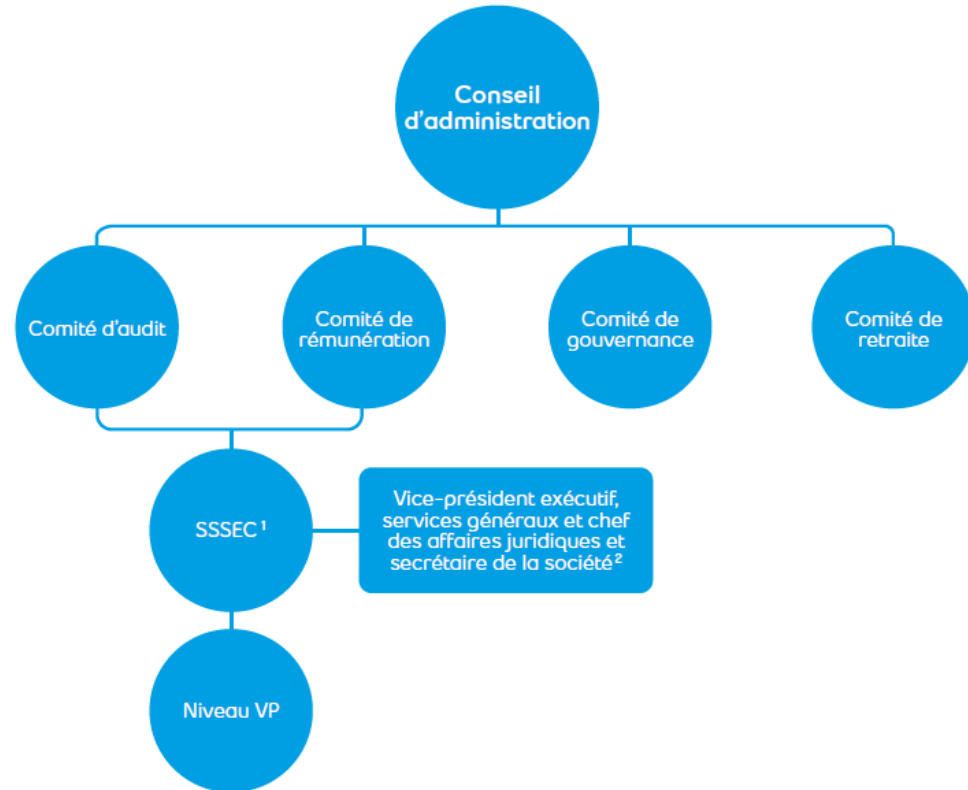 Conseil
d'administration
Comité d'audit
Comité de
rémunération
Comité de
gouvernance
Comité de
retraite
SSSEC¹
Vice-président exécutif,
services généraux et chef
des affaires juridiques et
secrétaire de la société²
Niveau VP